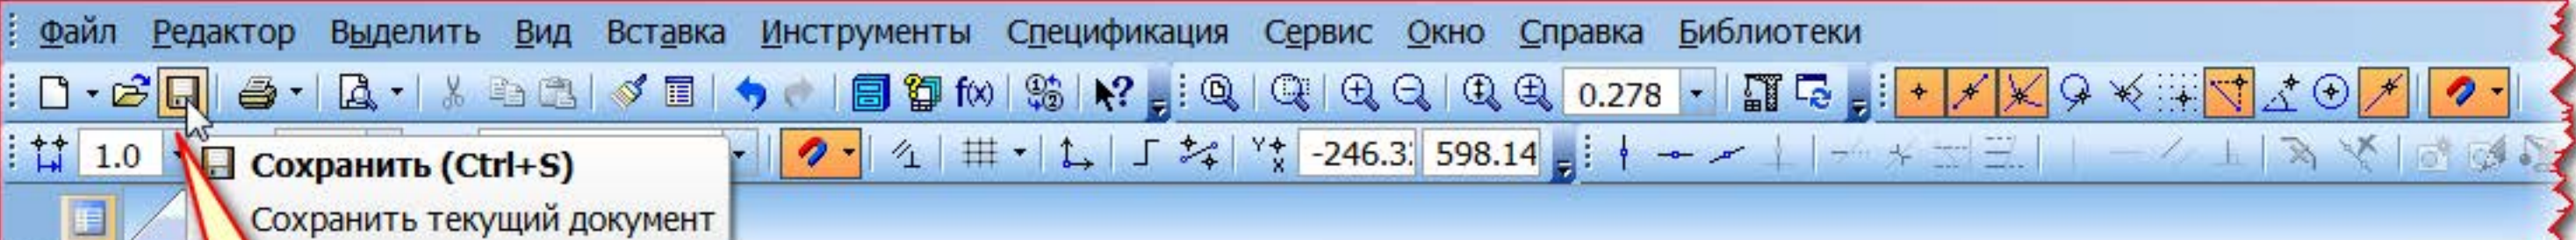 Файл Редактор Выделить Вид Вставка Инструменты Спецификация Сервис Окно Справка Библиотеки
f(x) 0.278
1.0 -246.3 598.14
Сохранить (Ctrl+S)
Сохранить текущий документ